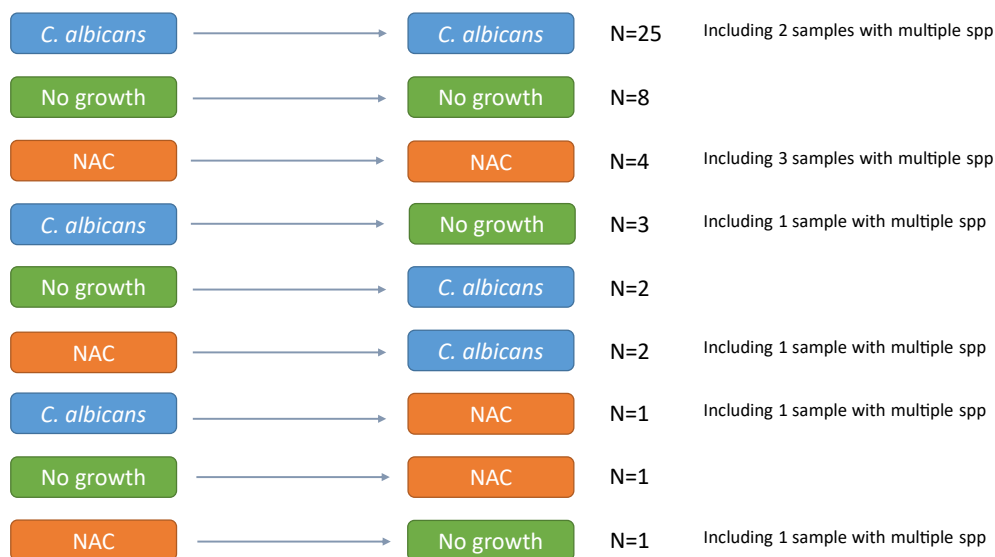 C. albicans C. albicans N=25 Including 2 samples with multiple spp
No growth No growth N=8
NAC NAC N=4 Including 3 samples with multiple spp
C. albicans No growth N=3 Including 1 sample with multiple spp
No growth C. albicans N=2
NAC C. albicans N=2 Including 1 sample with multiple spp
C. albicans NAC N=1 Including 1 sample with multiple spp
No growth NAC N=1
NAC No growth N=1 Including 1 sample with multiple spp